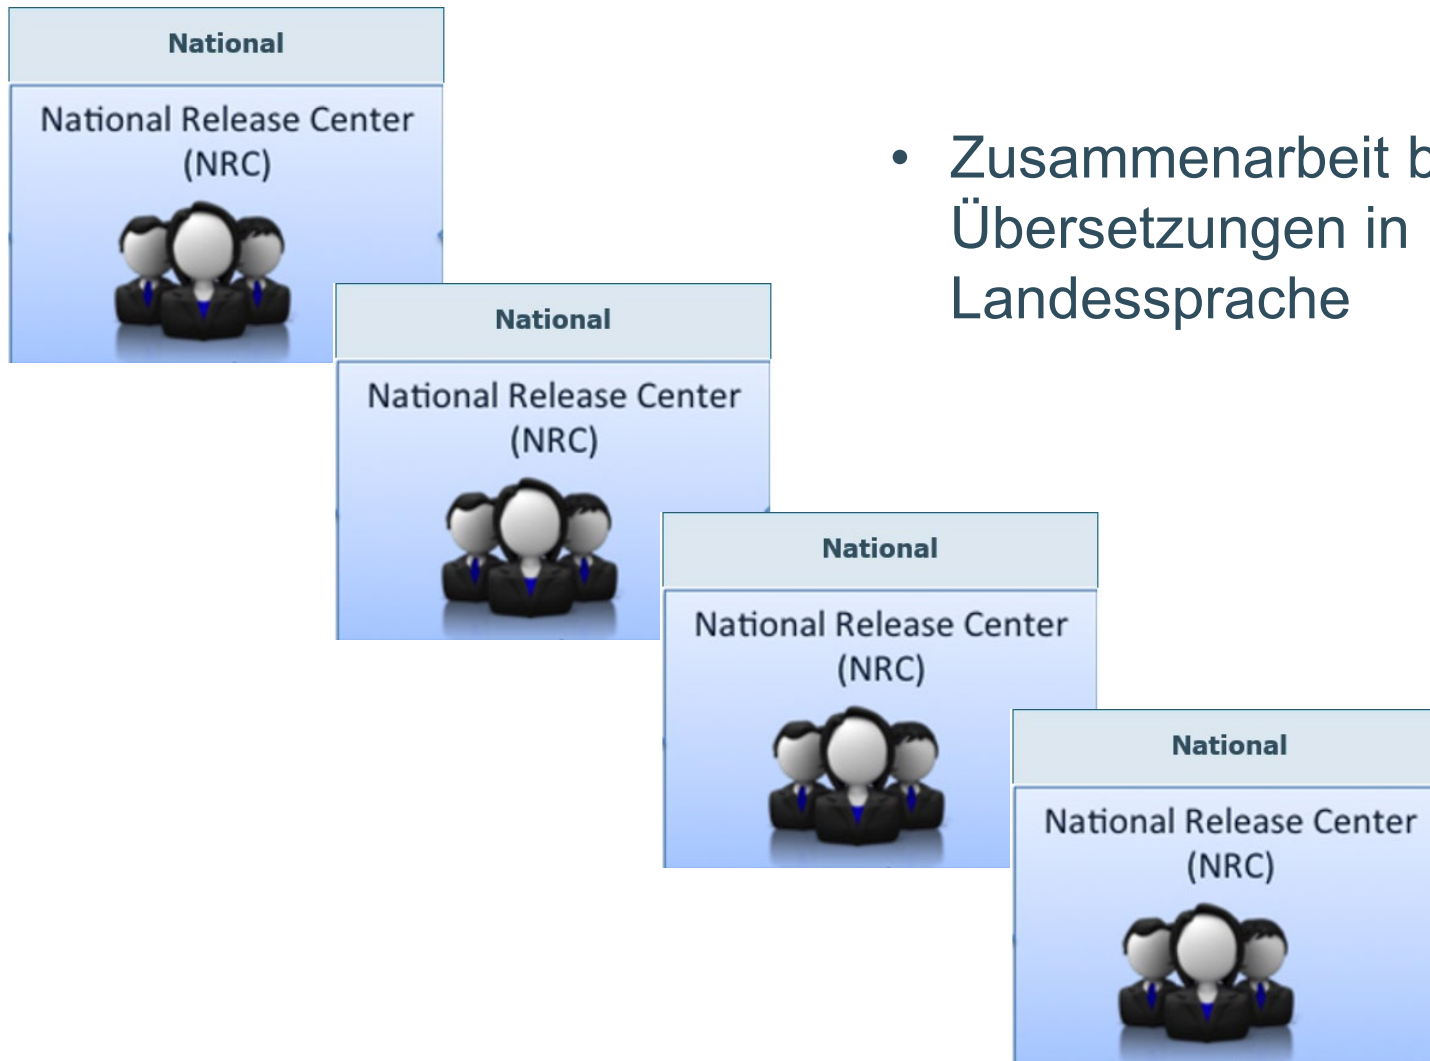 National
National Release Center
(NRC)
National
National Release Center
(NRC)
National
National Release Center
(NRC)
National
National Release Center
(NRC)
• Zusammenarbeit
Übersetzungen in
Landessprache